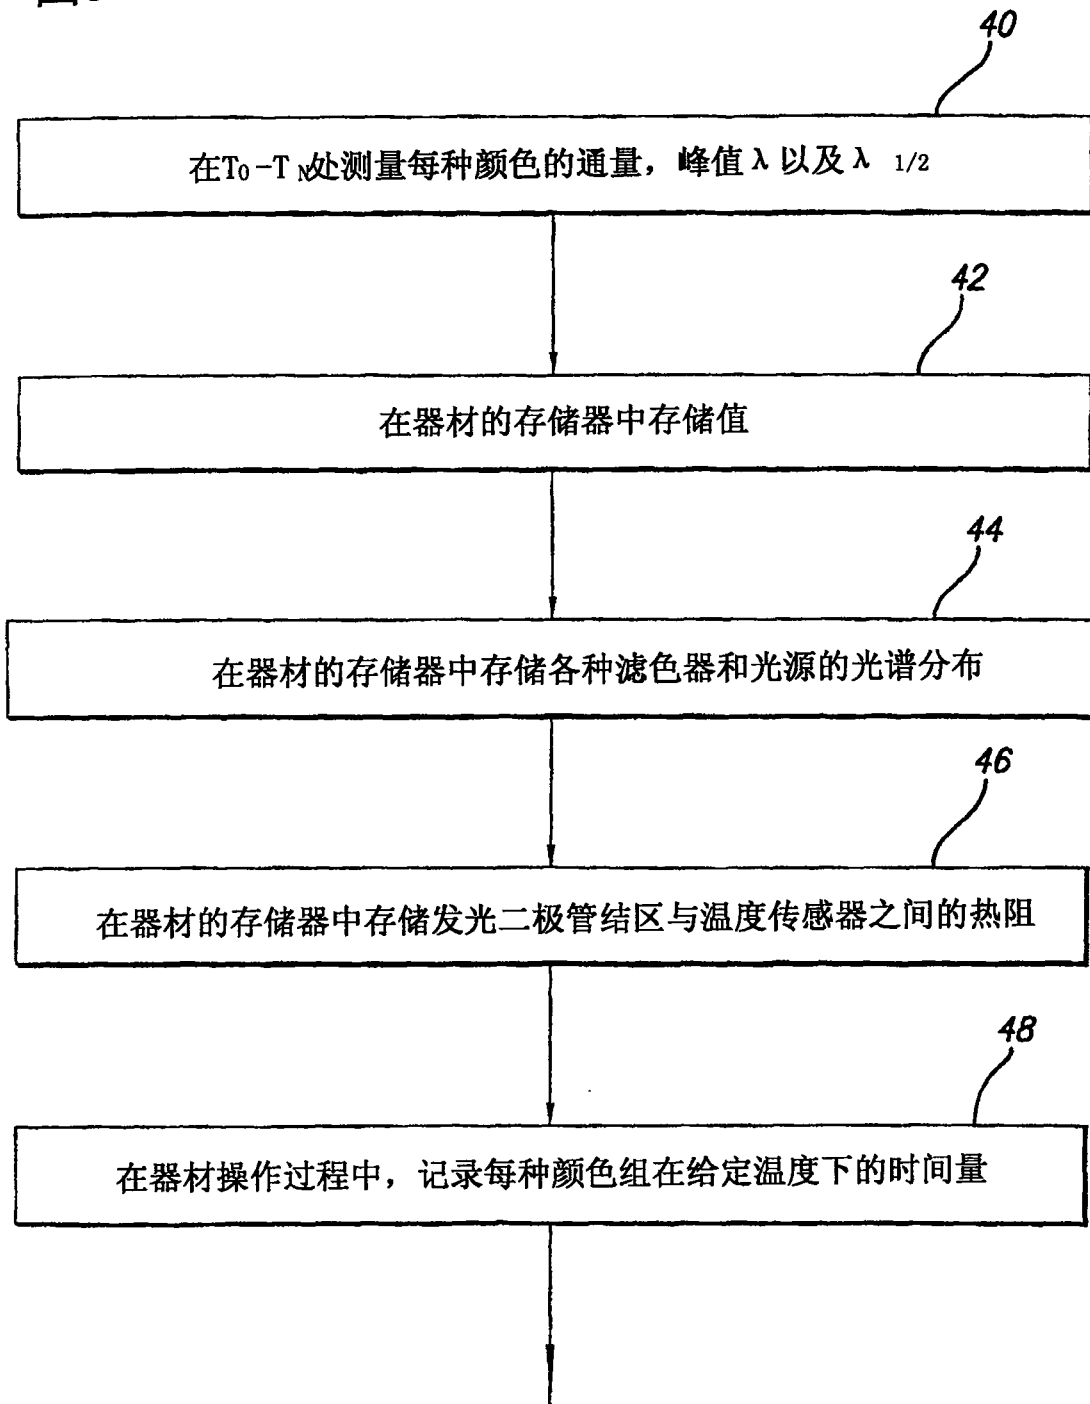 40
在T₀-T_N处测量每种颜色的通量，峰值λ以及λ 1/2
42
在器材的存储器中存储值
44
在器材的存储器中存储各种滤色器和光源的光谱分布
46
在器材的存储器中存储发光二极管结区与温度传感器之间的热阻
48
在器材操作过程中，记录每种颜色组在给定温度下的时间量